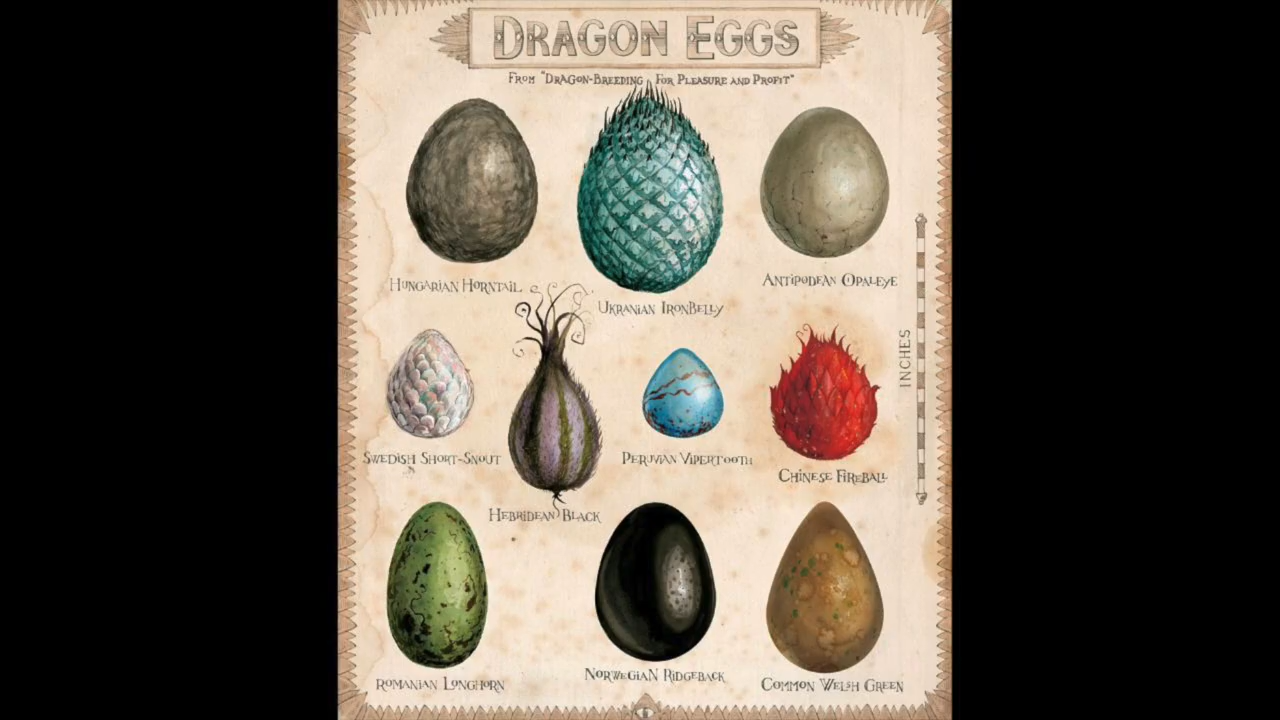 DRAGON EGGS
FROM "DRAGON-BREEDING FOR PLEASURE AND PROFIT"
HUNGARIAN HORNTAIL
UKRANIAN IRONBELLY
ANTIPODEAN OPALEYE
INCHES
SWEDISH SHORT-SNOUT
HEBRIDEAN BLACK
PERUVIAN VIPERTOOTH
CHINESE FIREBALL
ROMANIAN LONGHORN
NORWEGIAN RIDGEBACK
COMMON WELSH GREEN